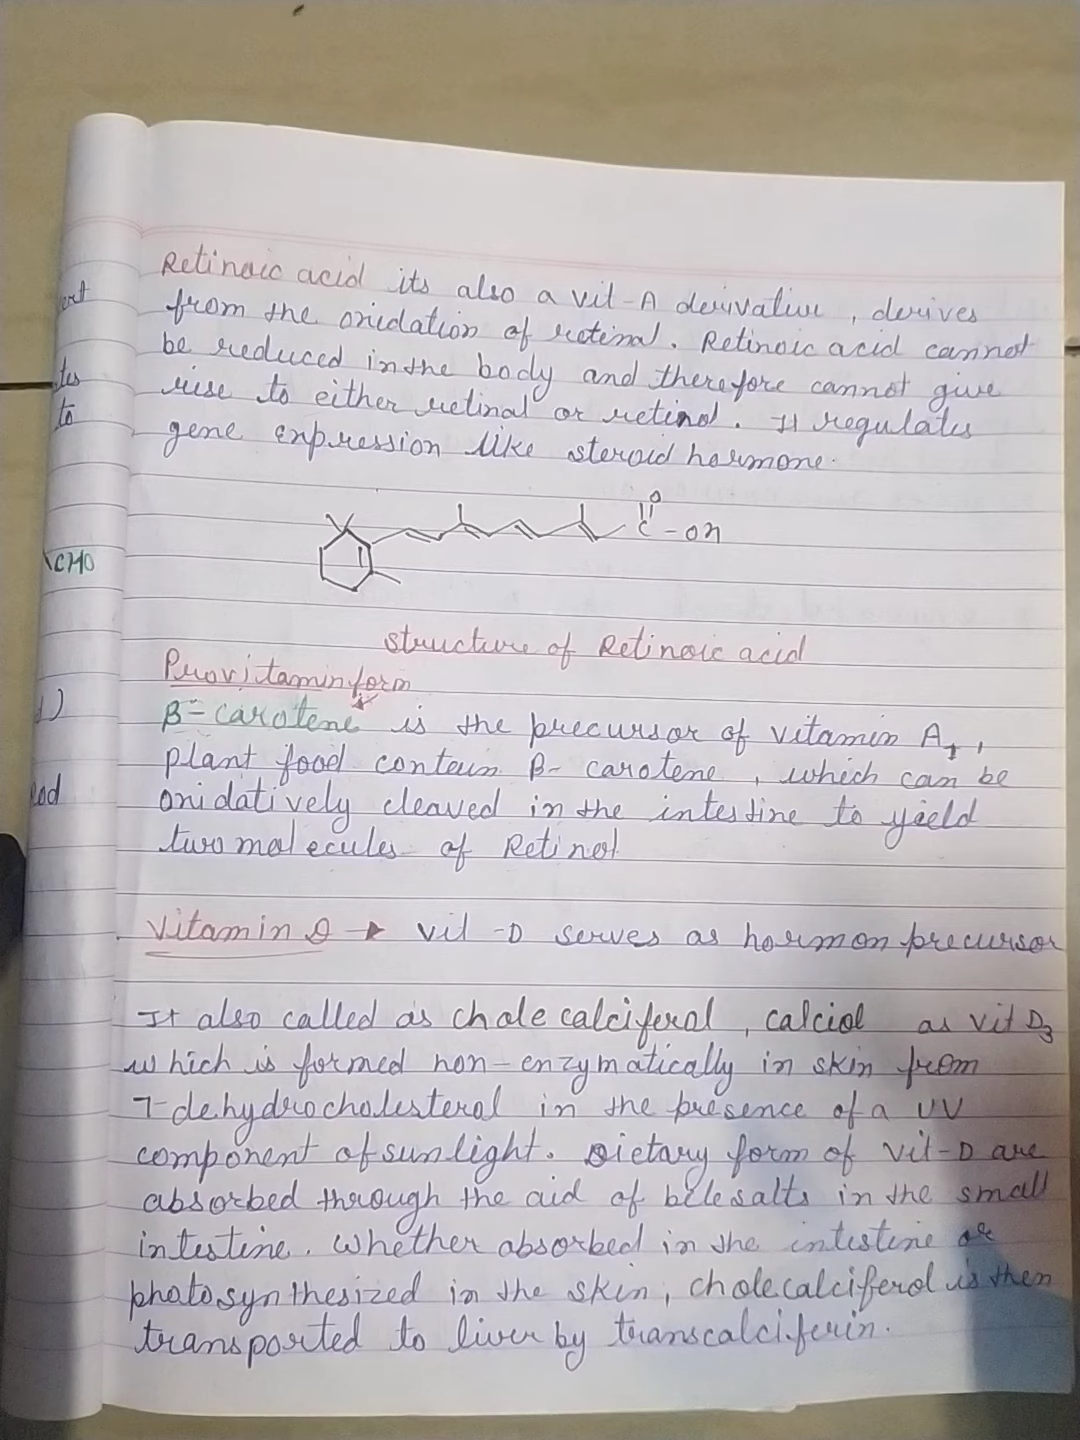 Retinoic acid its also a vit-A derivative, derives
from the oxidation of retinal. Retinoic acid cannot
be reduced in the body and therefore cannot give
rise to either retinal or retinol. It regulates
gene expression like steroid hormone.
O
C-OH
structure of Retinoic acid
Provitamin form
β-carotene is the precursor of vitamin A1,
plant food contain β-carotene, which can be
oxidatively cleaved in the intestine to yield
two molecules of Retinol
Vitamin D → vit-D serves as hormon precursor
It also called as cholecalciferol, calciol as vit D3
which is formed non-enzymatically in skin from
7-dehydrocholesterol in the presence of a UV
component of sunlight. Dietary form of vit-D are
absorbed through the aid of bile salts in the small
intestine. Whether absorbed in the intestine or
photosynthesized in the skin, cholecalciferol is then
transported to liver by transcalciferin.
tes
to
CHO